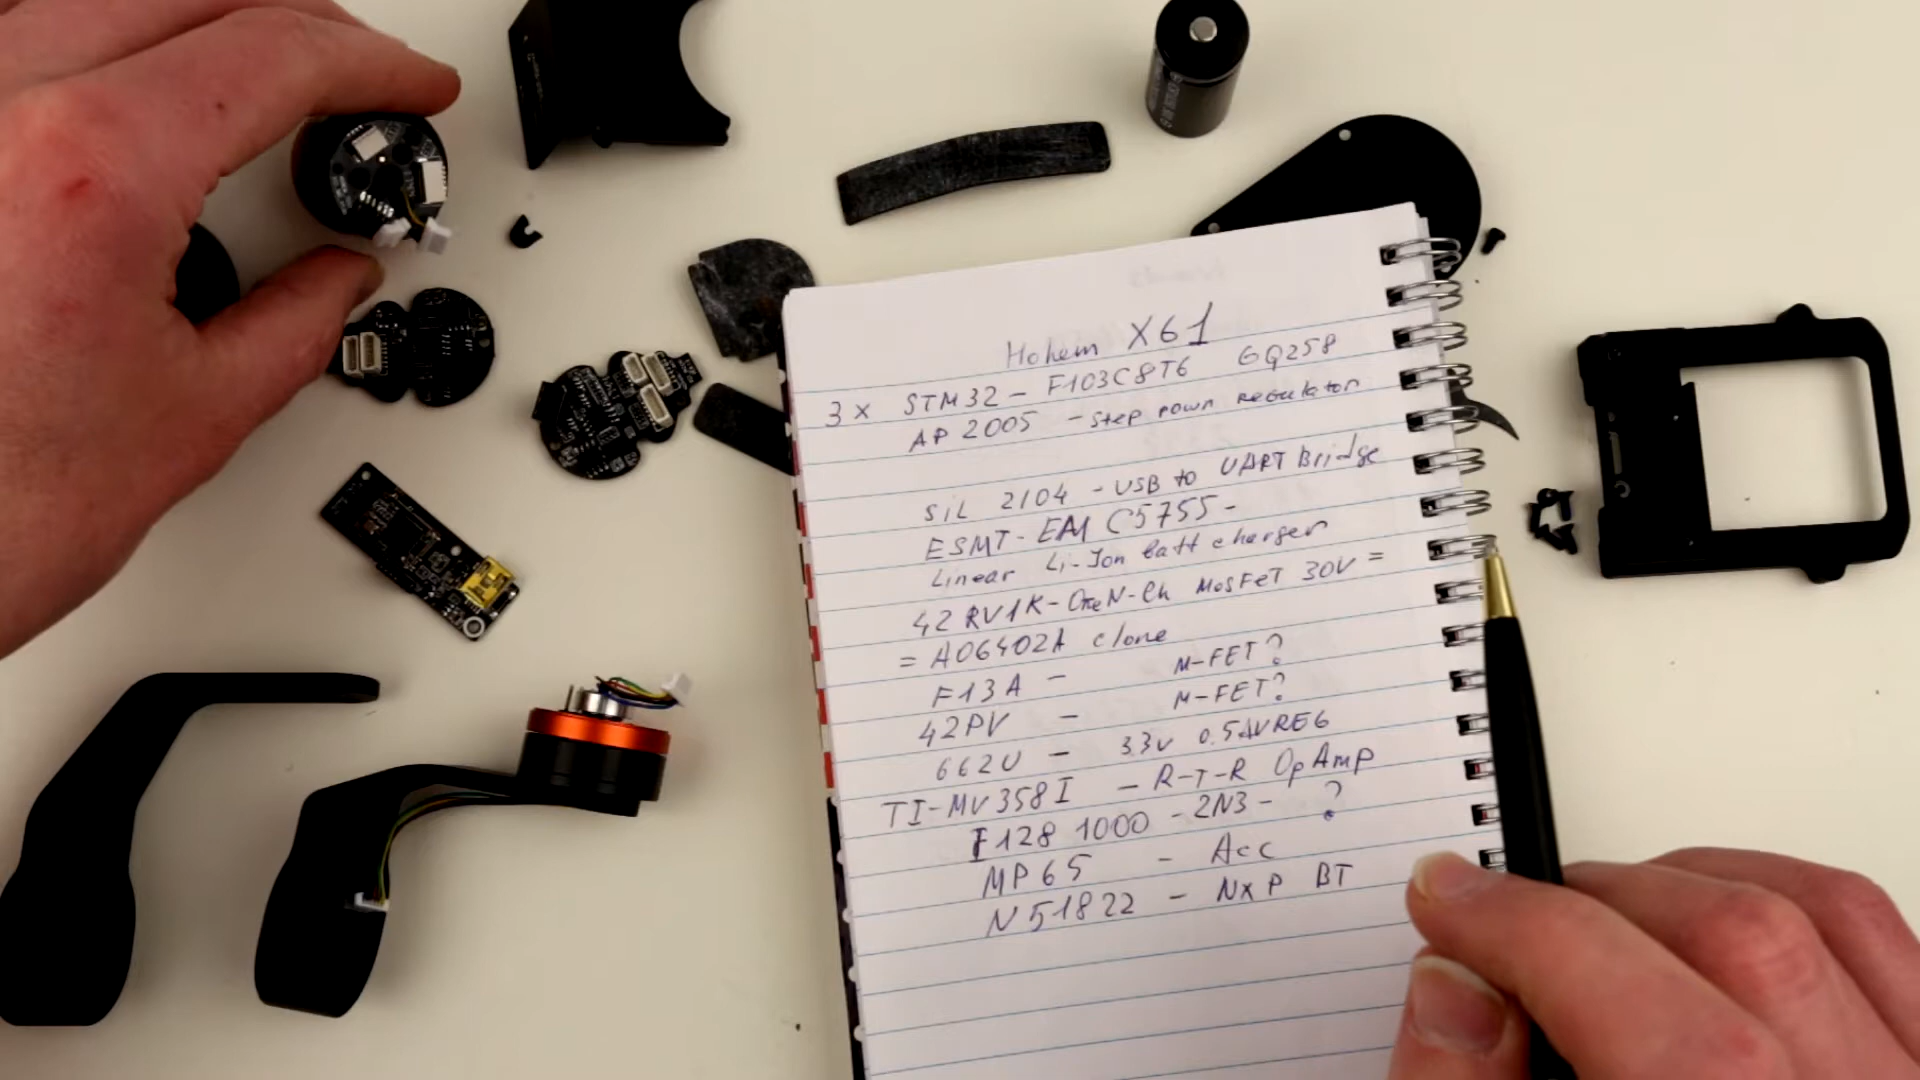 Hohem X61
3x STM32 - F103C8T6 GQ258
AP 2005 - Step down regulator
SiL 2104 - USB to UART Bridge
ESMT - EM C5755 -
Linear Li-Ion batt charger
42 RV1K - One N-Ch MosFeT 30V =
= AO6402A clone
F13A - M-FET?
42PV - M-FET?
662U - 3.3V 0.5A VREG
TI - MV358I - R-T-R OpAmp
F128 1000 - 2N3 - ?
MP65 - Acc
N51822 - NXP BT